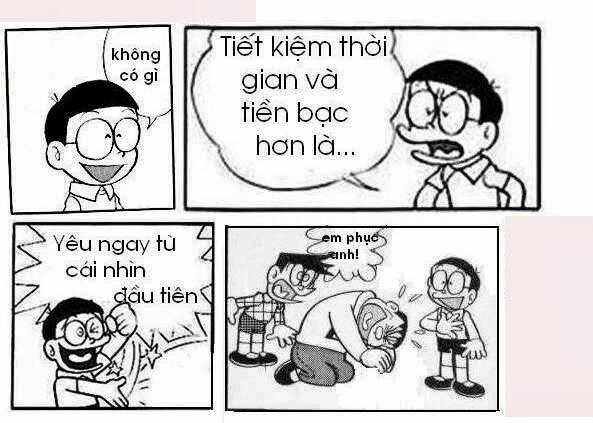 không
có gì
Tiết kiệm thời
gian và
tiền bạc
hơn là...
Yêu ngay từ
cái nhìn
đầu tiên
em phục
anh!